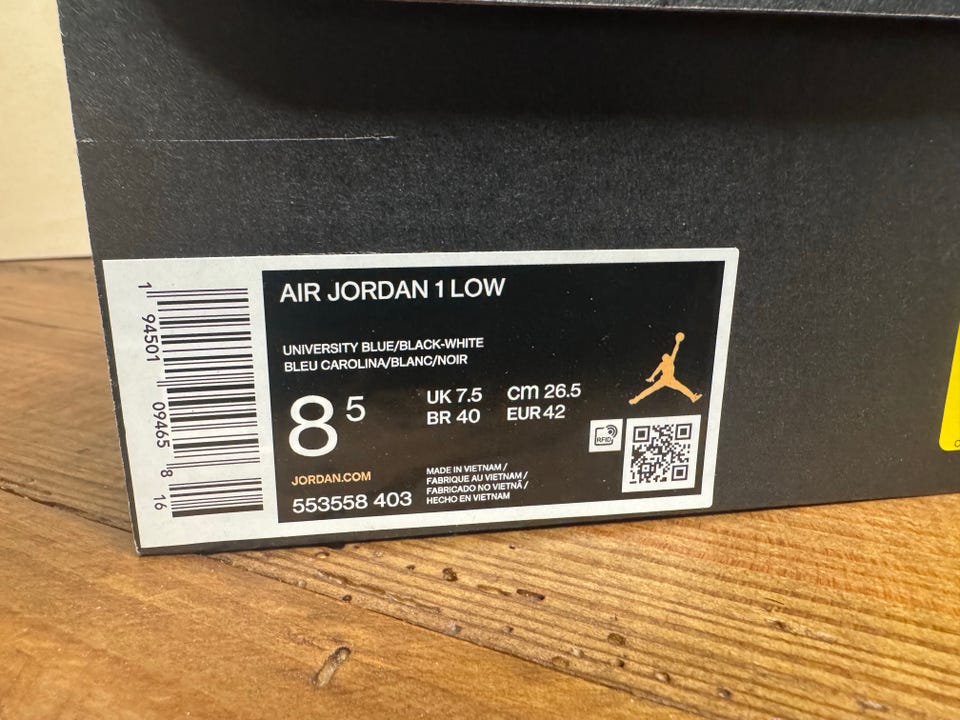 AIR JORDAN 1 LOW
UNIVERSITY BLUE/BLACK-WHITE
BLEU CAROLINA/BLANC/NOIR
8 5
UK 7.5 cm 26.5
BR 40 EUR 42
RFID
JORDAN.COM
553558 403
MADE IN VIETNAM /
FABRIQUE AU VIETNAM /
FABRICADO NO VIETNÃ /
HECHO EN VIETNAM
1 94501 09465 8 16